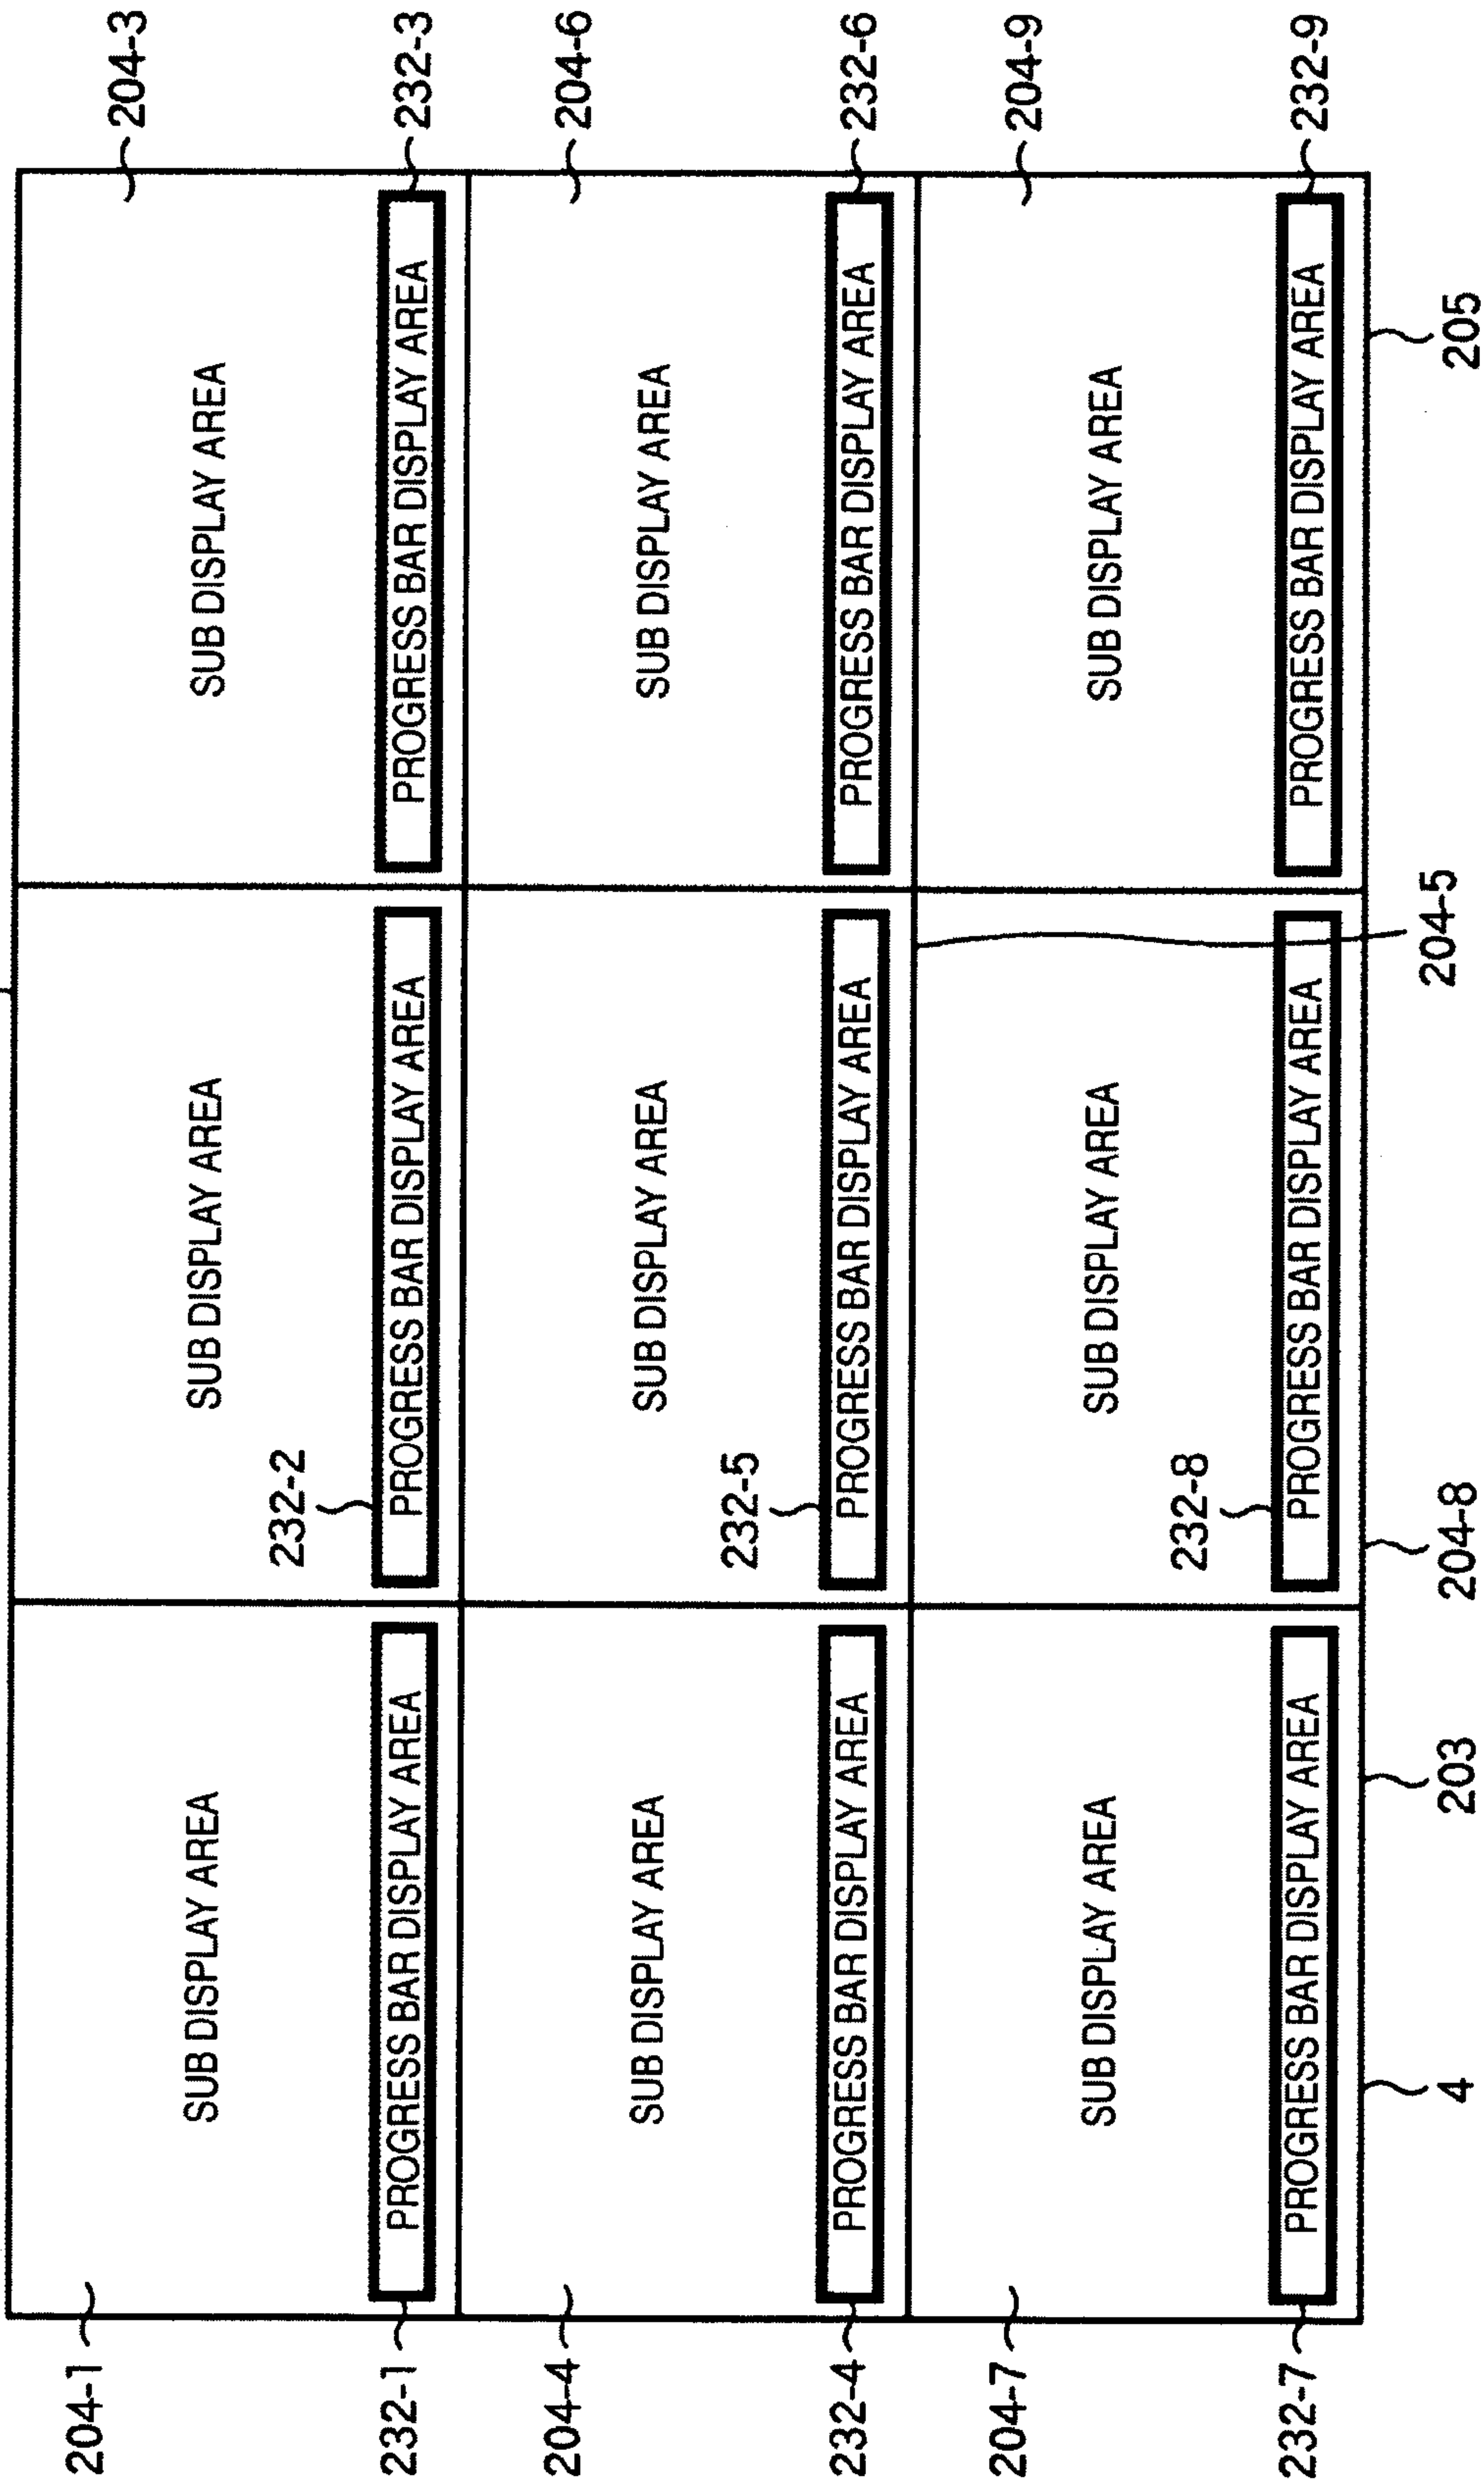 204-1
SUB DISPLAY AREA
SUB DISPLAY AREA
SUB DISPLAY AREA
204-3
232-2
232-1
PROGRESS BAR DISPLAY AREA
PROGRESS BAR DISPLAY AREA
PROGRESS BAR DISPLAY AREA
232-3
204-4
SUB DISPLAY AREA
SUB DISPLAY AREA
SUB DISPLAY AREA
204-6
232-5
232-4
PROGRESS BAR DISPLAY AREA
PROGRESS BAR DISPLAY AREA
PROGRESS BAR DISPLAY AREA
232-6
204-7
SUB DISPLAY AREA
SUB DISPLAY AREA
SUB DISPLAY AREA
204-9
232-8
232-7
PROGRESS BAR DISPLAY AREA
PROGRESS BAR DISPLAY AREA
PROGRESS BAR DISPLAY AREA
232-9
4
203
204-8
204-5
205